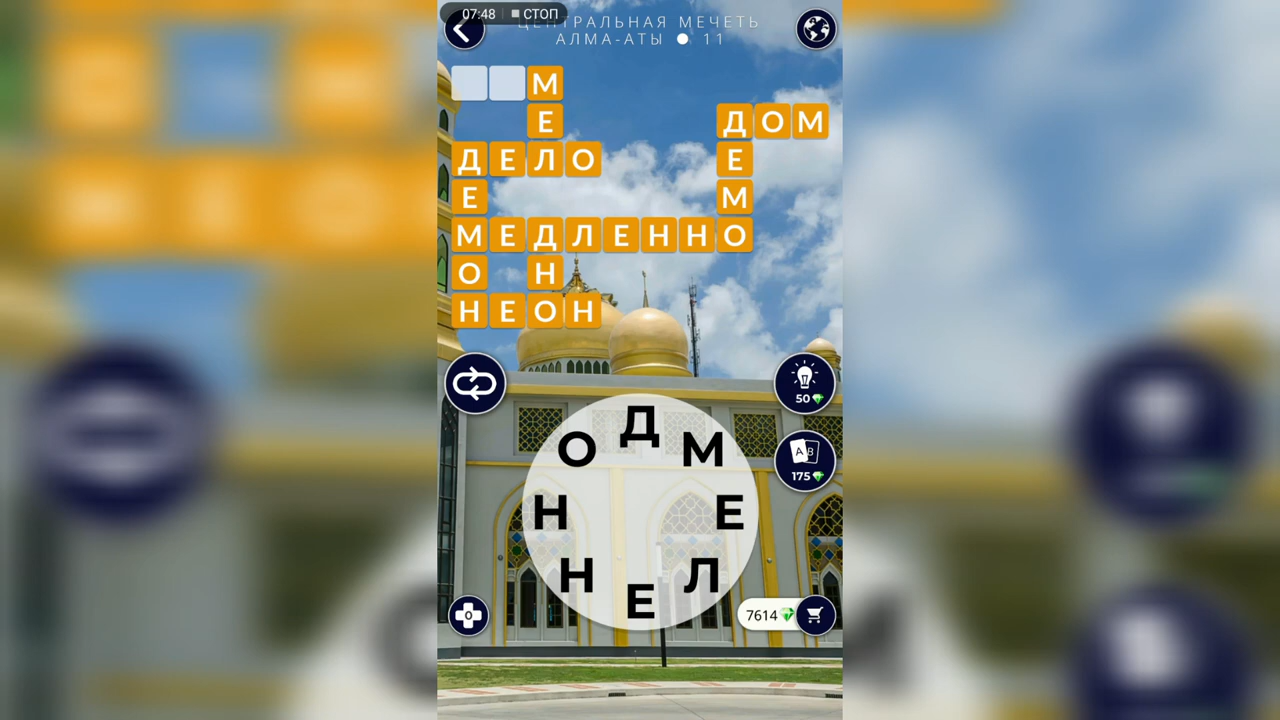 07:48 СТОП
ЦЕНТРАЛЬНАЯ МЕЧЕТЬ
АЛМА-АТЫ 11
М
Е
ДОМ
ДЕЛО
Е
Е
М
МЕДЛЕННО
О
Н
НЕОН
50
A B
175
Д
О
М
Н
Е
Н
Л
Е
0
7614